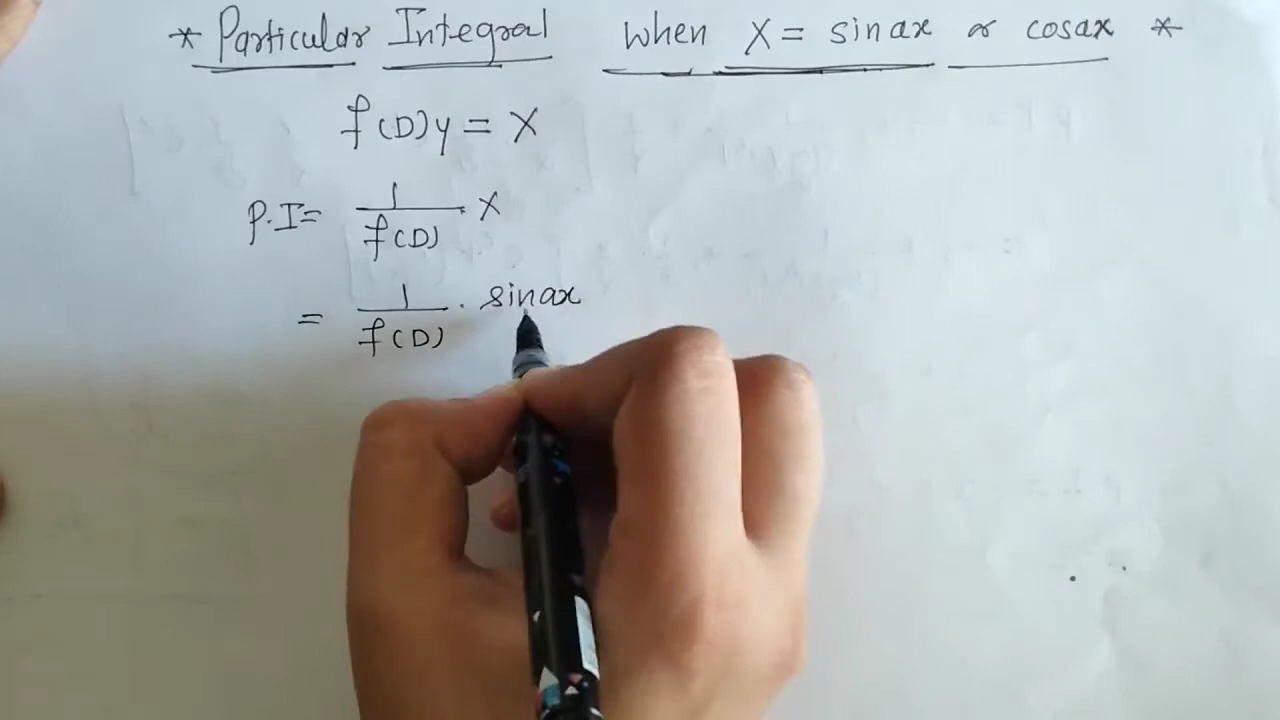 * Particular Integral when X = sinax or cosax *
f(D)y = X
P.I = 1/f(D) . X
= 1/f(D) . sinax